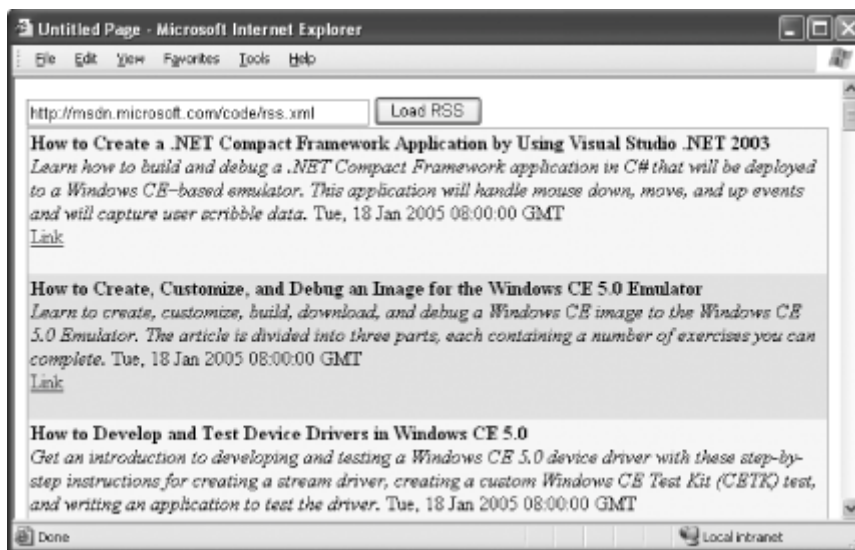 Untitled Page - Microsoft Internet Explorer
File Edit View Favorites Tools Help
http://msdn.microsoft.com/code/rss.xml Load RSS
How to Create a .NET Compact Framework Application by Using Visual Studio .NET 2003
Learn how to build and debug a .NET Compact Framework application in C# that will be deployed
to a Windows CE-based emulator. This application will handle mouse down, move, and up events
and will capture user scribble data. Tue, 18 Jan 2005 08:00:00 GMT
Link
How to Create, Customize, and Debug an Image for the Windows CE 5.0 Emulator
Learn to create, customize, build, download, and debug a Windows CE image to the Windows CE
5.0 Emulator. The article is divided into three parts, each containing a number of exercises you can
complete. Tue, 18 Jan 2005 08:00:00 GMT
Link
How to Develop and Test Device Drivers in Windows CE 5.0
Get an introduction to developing and testing a Windows CE 5.0 device driver with these step-by-
step instructions for creating a stream driver, creating a custom Windows CE Test Kit (CETK) test,
and writing an application to test the driver. Tue, 18 Jan 2005 08:00:00 GMT
Done Local intranet